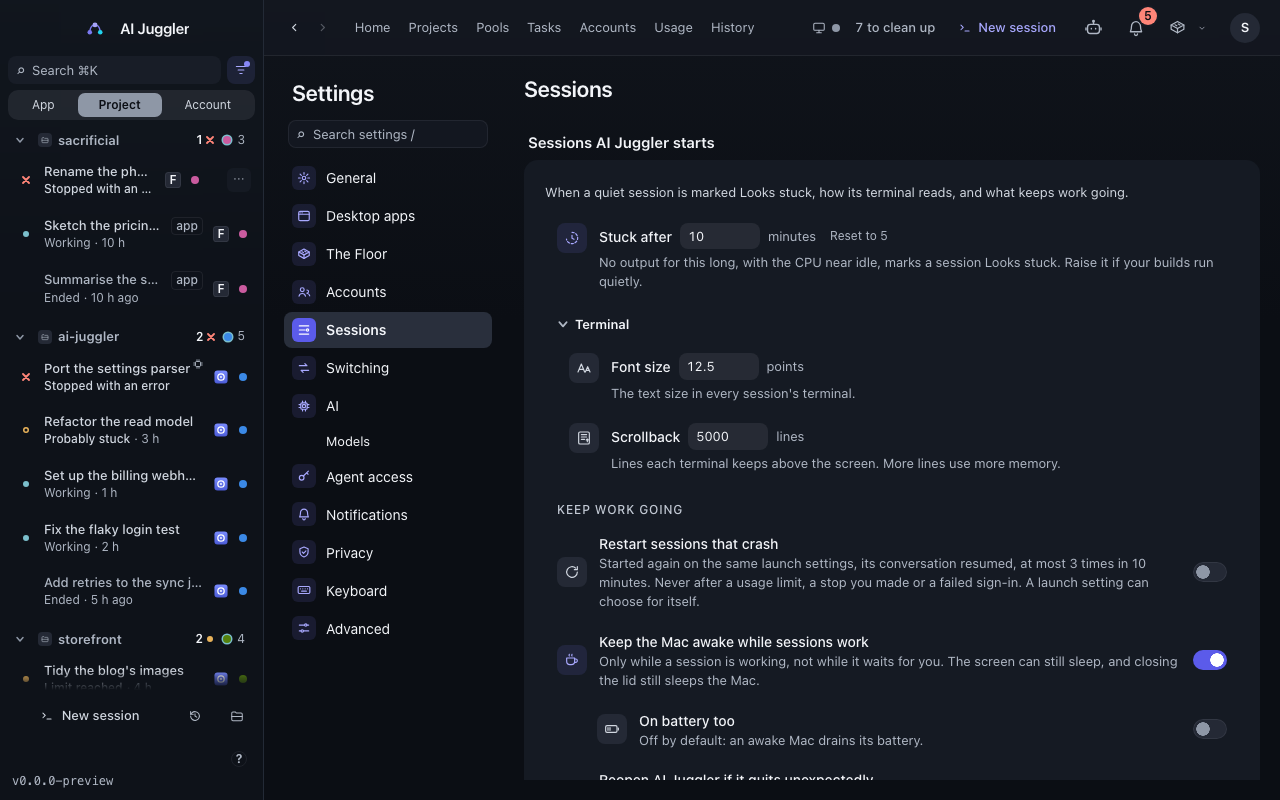 AI Juggler
Search ⌘K
App
Project
Account
sacrificial
1
3
Rename the ph...
Stopped with an ...
F
Sketch the pricin...
app
Working · 10 h
F
Summarise the s...
app
Ended · 10 h ago
F
ai-juggler
2
5
Port the settings parser
Stopped with an error
Refactor the read model
Probably stuck · 3 h
Set up the billing webh...
Working · 1 h
Fix the flaky login test
Working · 2 h
Add retries to the sync j...
Ended · 5 h ago
storefront
2
4
Tidy the blog's images
Limit reached · 4 h
New session
?
v0.0.0-preview
Home
Projects
Pools
Tasks
Accounts
Usage
History
7 to clean up
New session
5
S
Settings
Search settings /
General
Desktop apps
The Floor
Accounts
Sessions
Switching
AI
Models
Agent access
Notifications
Privacy
Keyboard
Advanced
Sessions
Sessions AI Juggler starts
When a quiet session is marked Looks stuck, how its terminal reads, and what keeps work going.
Stuck after
10
minutes
Reset to 5
No output for this long, with the CPU near idle, marks a session Looks stuck. Raise it if your builds run
quietly.
Terminal
Font size
12.5
points
The text size in every session's terminal.
Scrollback
5000
lines
Lines each terminal keeps above the screen. More lines use more memory.
KEEP WORK GOING
Restart sessions that crash
Started again on the same launch settings, its conversation resumed, at most 3 times in 10
minutes. Never after a usage limit, a stop you made or a failed sign-in. A launch setting can
choose for itself.
Keep the Mac awake while sessions work
Only while a session is working, not while it waits for you. The screen can still sleep, and closing
the lid still sleeps the Mac.
On battery too
Off by default: an awake Mac drains its battery.
Reopen AI Juggler if it quits unexpectedly